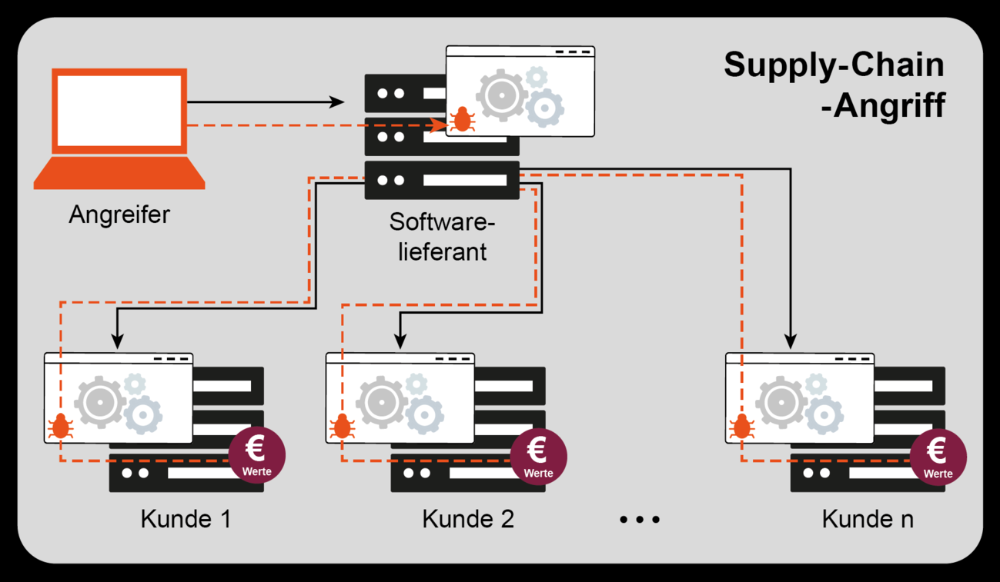 Supply-Chain
-Angriff
Angreifer
Software-
lieferant
€
Werte
€
Werte
€
Werte
Kunde 1
Kunde 2
...
Kunde n